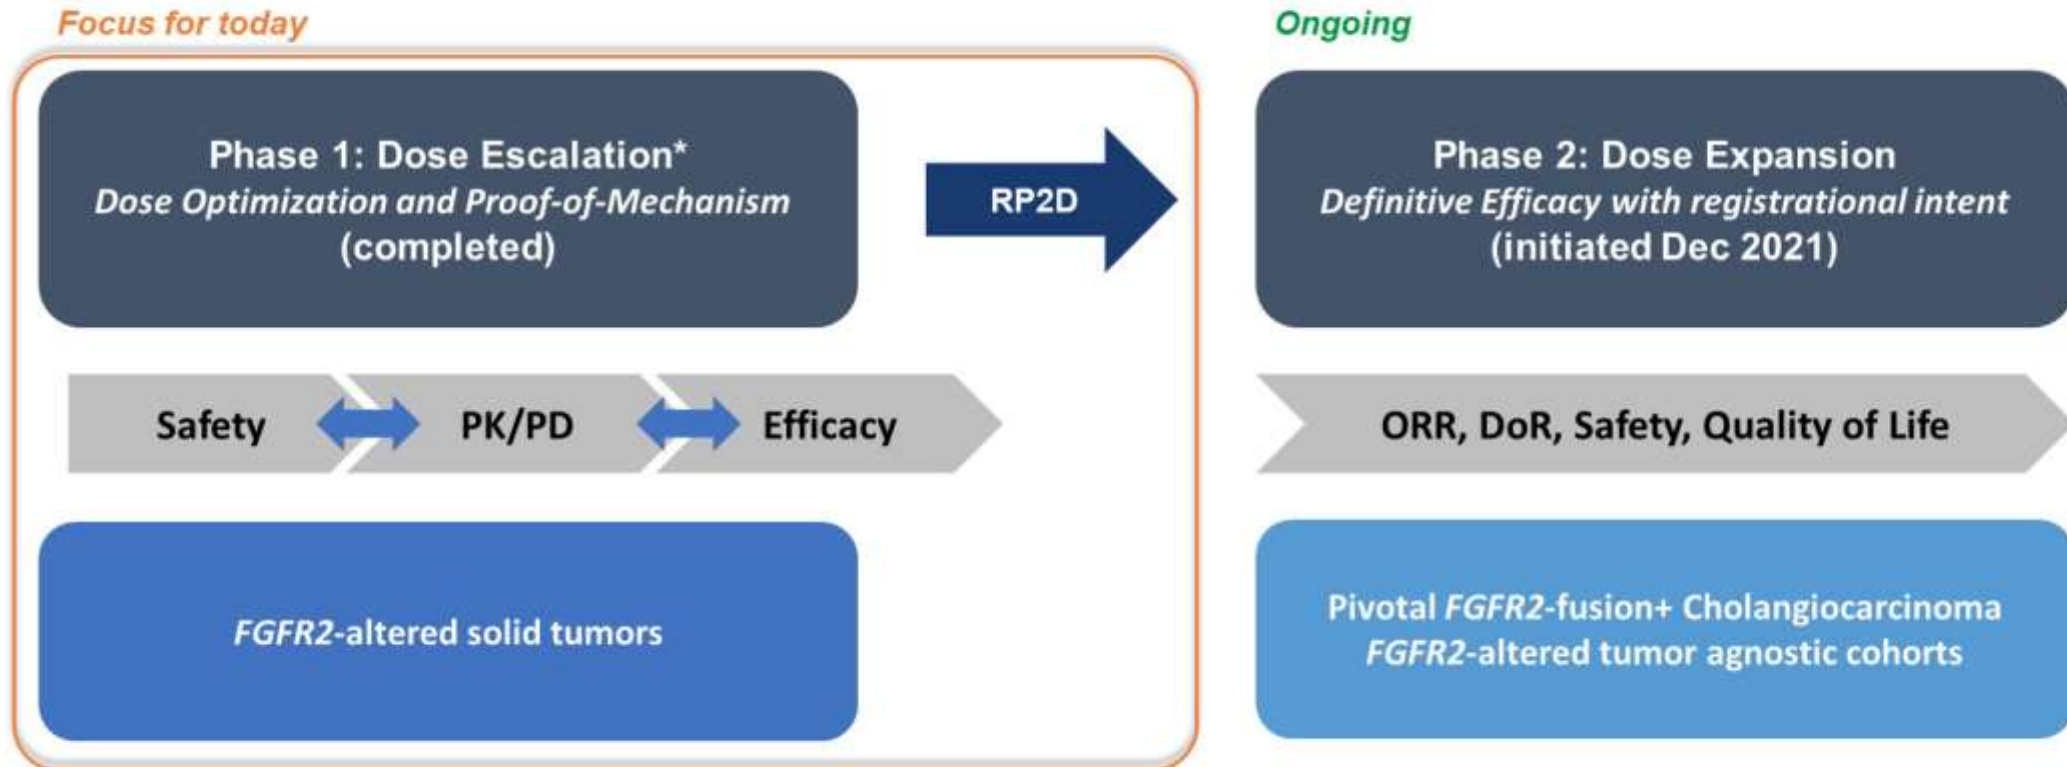 Focus for today
Phase 1: Dose Escalation*
Dose Optimization and Proof-of-Mechanism
(completed)
RP2D
Safety
PK/PD
Efficacy
FGFR2-altered solid tumors
Ongoing
Phase 2: Dose Expansion
Definitive Efficacy with registrational intent
(initiated Dec 2021)
ORR, DoR, Safety, Quality of Life
Pivotal FGFR2-fusion+ Cholangiocarcinoma
FGFR2-altered tumor agnostic cohorts